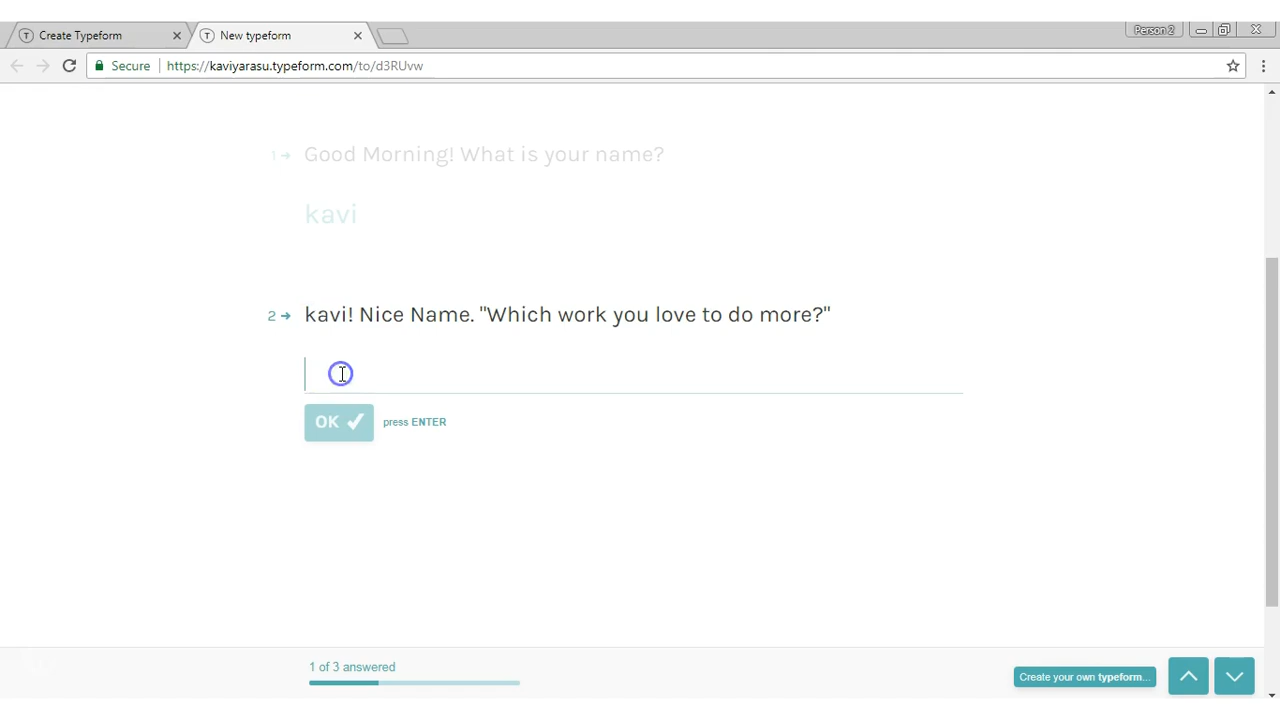 Create Typeform
New typeform
Person 2
Secure
https://kaviyarasu.typeform.com/to/d3RUvw
1 → Good Morning! What is your name?
kavi
2 → kavi! Nice Name. "Which work you love to do more?"
OK press ENTER
1 of 3 answered
Create your own typeform...